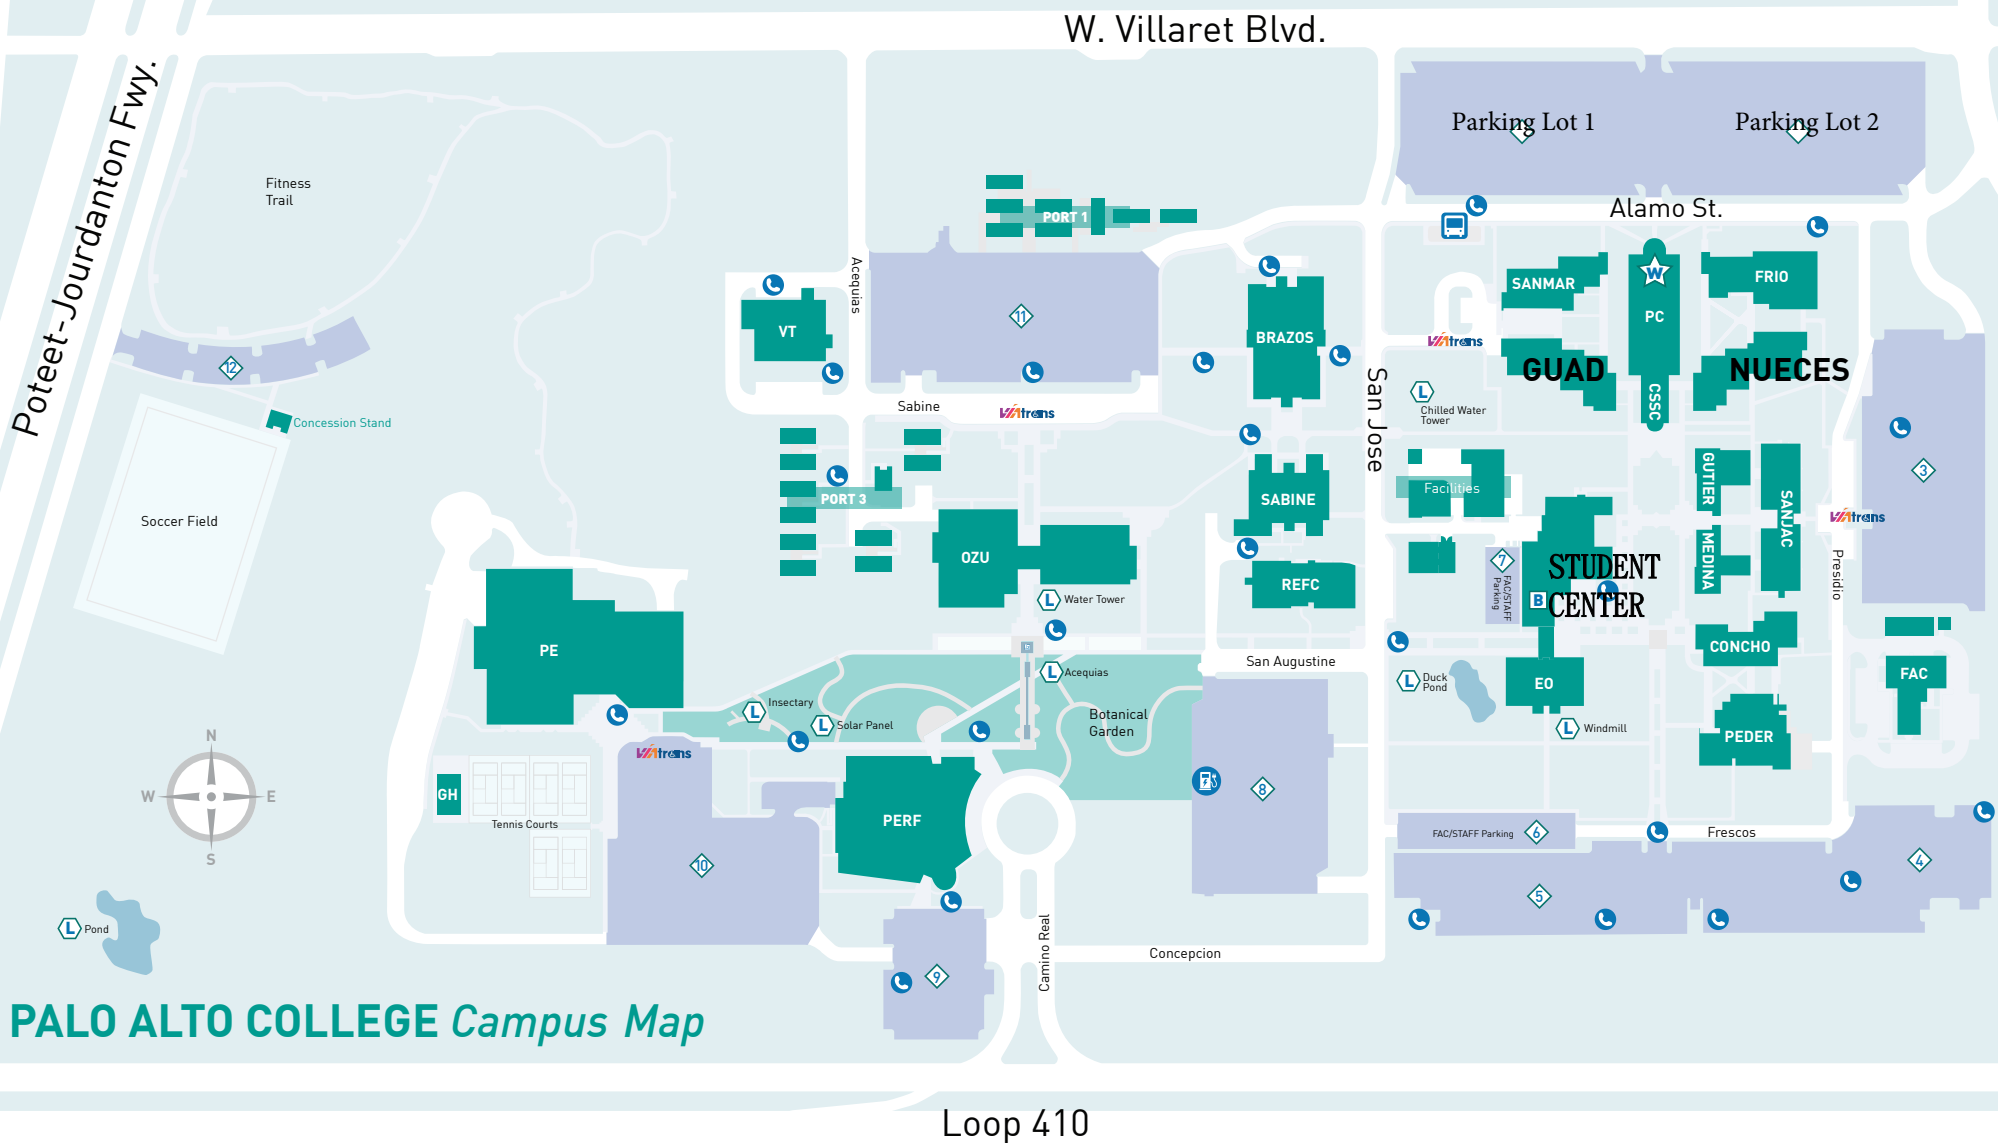 W. Villaret Blvd.
Poteet-Jourdanton Fwy.
Parking Lot 1
Parking Lot 2
Fitness
Trail
PORT 1
Alamo St.
Acequias
SANMAR
W
FRIO
PC
VT
11
BRAZOS
VIAtrans
GUAD
NUECES
12
San Jose
L
Chilled Water
Tower
CSSC
Sabine
VIAtrans
Concession Stand
3
GUTIER
SANJAC
Facilities
PORT 3
SABINE
Soccer Field
VIAtrans
OZU
7
FAC/STAFF
Parking
STUDENT
CENTER
B
MEDINA
Presidio
REFC
L
Water Tower
PE
CONCHO
San Augustine
L
Acequias
L
Duck
Pond
EO
FAC
L
Insectary
L
Solar Panel
Botanical
Garden
L
Windmill
PEDER
N
W
E
S
VIAtrans
GH
8
Tennis Courts
PERF
FAC/STAFF Parking
6
Frescos
10
4
5
L
Pond
Camino Real
Concepcion
9
PALO ALTO COLLEGE Campus Map
Loop 410